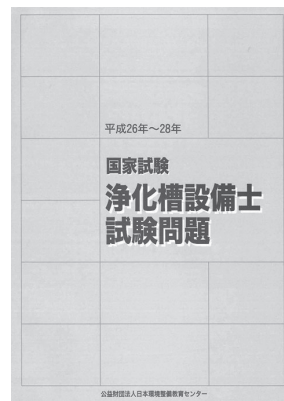 平成26年～28年
国家試験
浄化槽設備士
試験問題
公益財団法人日本環境整備教育センター